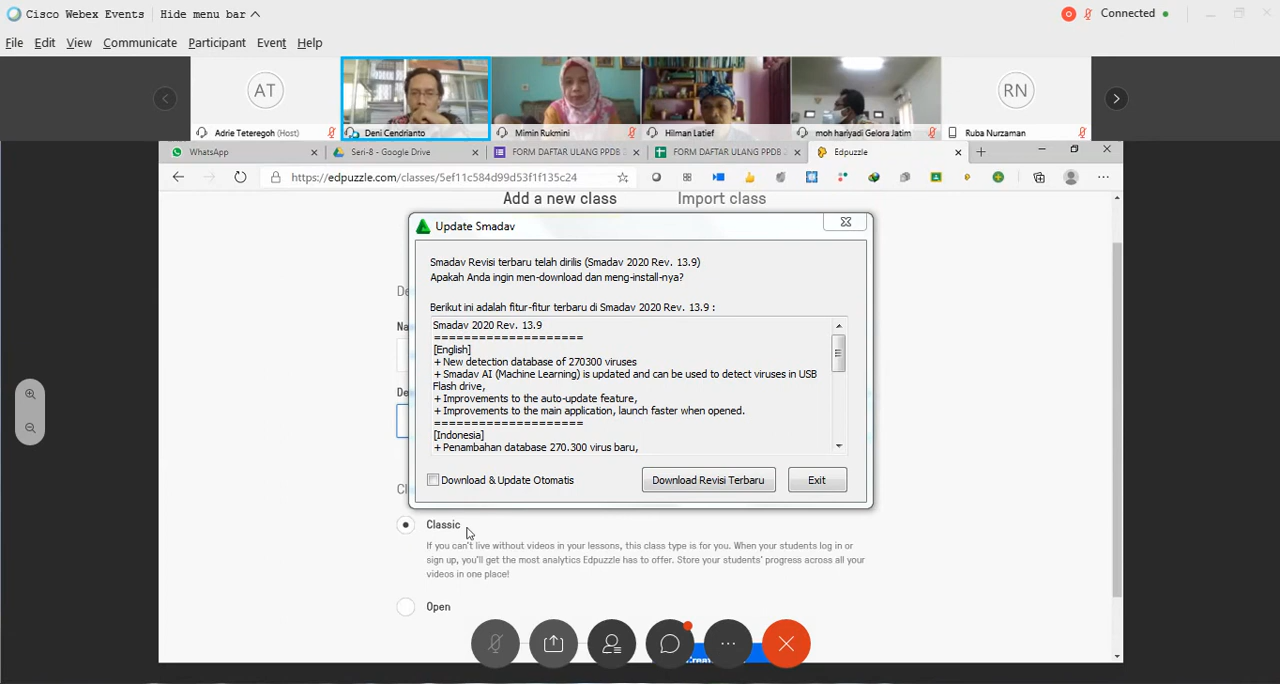 Cisco Webex Events
Hide menu bar
Connected
File Edit View Communicate Participant Event Help
AT
RN
Adrie Teteregoh (Host)
Deni Cendrianto
Mimin Rukmini
Hilman Latief
moh hariyadi Gelora Jatim
Ruba Nurzaman
WhatsApp
Seri-8 - Google Drive
FORM DAFTAR ULANG PPDB 2
FORM DAFTAR ULANG PPDB
Edpuzzle
https://edpuzzle.com/classes/5ef11c584d99d53f1f135c24
Add a new class
Import class
Update Smadav
Smadav Revisi terbaru telah dirilis (Smadav 2020 Rev. 13.9)
Apakah Anda ingin men-download dan meng-install-nya?
Berikut ini adalah fitur-fitur terbaru di Smadav 2020 Rev. 13.9 :
Smadav 2020 Rev. 13.9
====================
[English]
+ New detection database of 270300 viruses
+ Smadav AI (Machine Learning) is updated and can be used to detect viruses in USB
Flash drive,
+ Improvements to the auto-update feature,
+ Improvements to the main application, launch faster when opened.
====================
[Indonesia]
+ Penambahan database 270.300 virus baru,
Download & Update Otomatis
Download Revisi Terbaru
Exit
De
Na
De
Cl
Classic
If you can't live without videos in your lessons, this class type is for you. When your students log in or
sign up, you'll get the most analytics Edpuzzle has to offer. Store your students' progress across all your
videos in one place!
Open